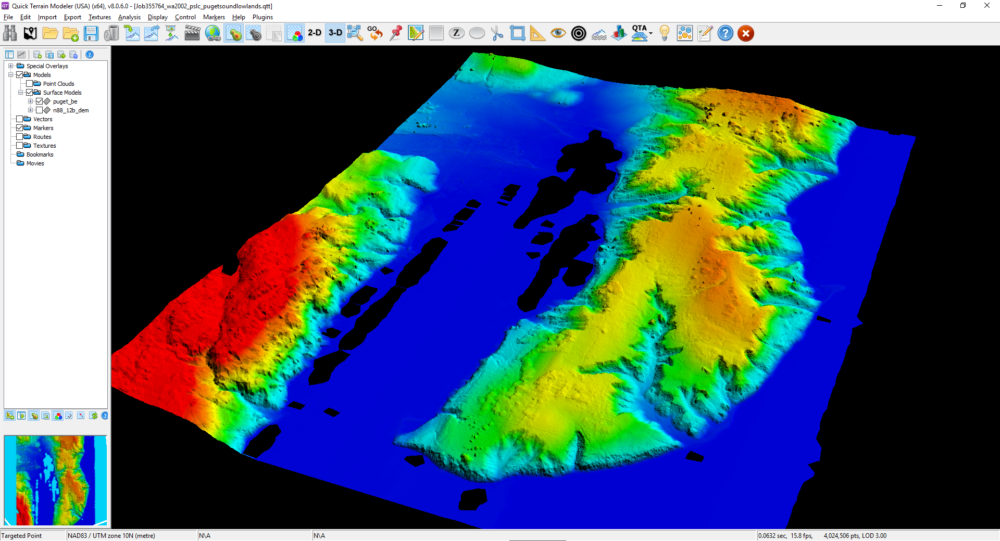 QT Quick Terrain Modeler (USA) (x64), v8.0.6.0 - [Job355764_wa2002_pslc_pugetsoundlowlands.qtt]
File Edit Import Export Textures Analysis Display Control Markers Help Plugins
2-D 3-D GO Z QTA
Special Overlays
Models
Point Clouds
Surface Models
puget_be
n88_12b_dem
Vectors
Markers
Routes
Textures
Bookmarks
Movies
Targeted Point NAD83 / UTM zone 10N (metre) N\A N\A 0.0632 sec, 15.8 fps, 4,024,506 pts, LOD 3.00